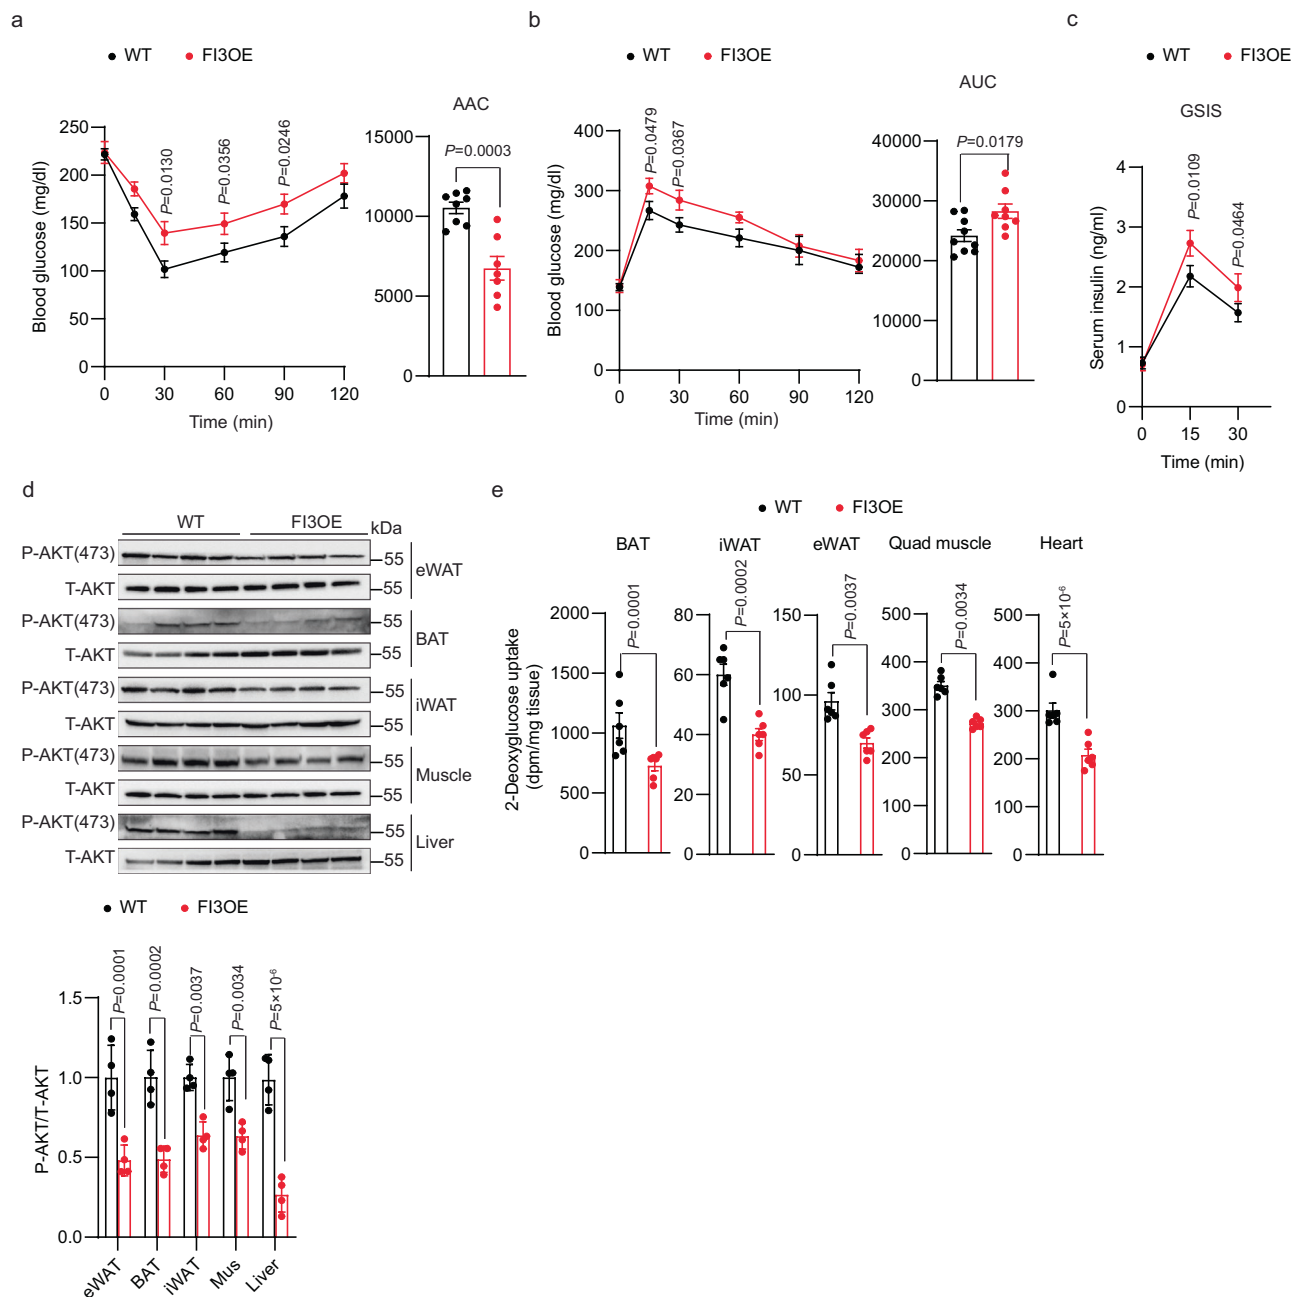 a
WT FI3OE
AAC
250
200
150
100
50
0
Blood glucose (mg/dl)
P=0.0130
P=0.0356
P=0.0246
0 30 60 90 120
Time (min)
15000
10000
5000
0
P=0.0003
b
WT FI3OE
AUC
400
300
200
100
0
Blood glucose (mg/dl)
P=0.0479
P=0.0367
0 30 60 90 120
Time (min)
40000
30000
20000
10000
0
P=0.0179
c
WT FI3OE
GSIS
4
3
2
1
0
Serum insulin (ng/ml)
P=0.0109
P=0.0464
0 15 30
Time (min)
d
WT FI3OE kDa
P-AKT(473) 55
T-AKT 55
eWAT
P-AKT(473) 55
T-AKT 55
BAT
P-AKT(473) 55
T-AKT 55
iWAT
P-AKT(473) 55
T-AKT 55
Muscle
P-AKT(473) 55
T-AKT 55
Liver
WT FI3OE
P=0.0001
P=0.0002
P=0.0037
P=0.0034
P=5×10⁻⁶
1.5
1.0
0.5
0.0
P-AKT/T-AKT
eWAT BAT iWAT Mus Liver
e
WT FI3OE
BAT iWAT eWAT Quad muscle Heart
2-Deoxyglucose uptake
(dpm/mg tissue)
2000
1500
1000
500
0
P=0.0001
80
60
40
20
0
P=0.0002
150
100
50
0
P=0.0037
500
400
300
200
100
0
P=0.0034
500
400
300
200
100
0
P=5×10⁻⁶